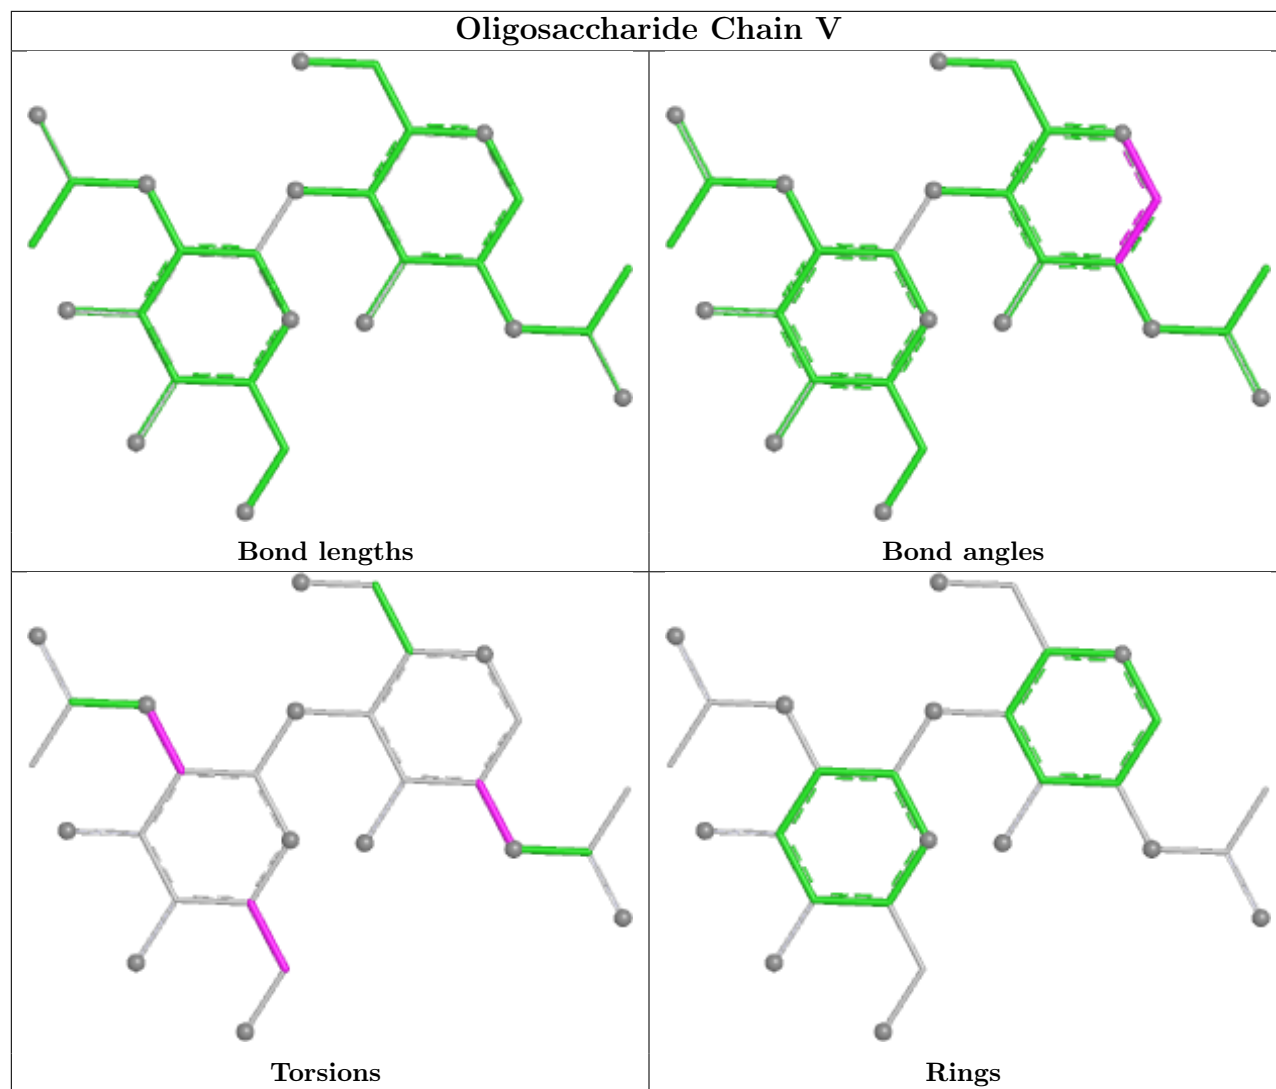 Oligosaccharide Chain V
Bond lengths
Bond angles
Torsions
Rings